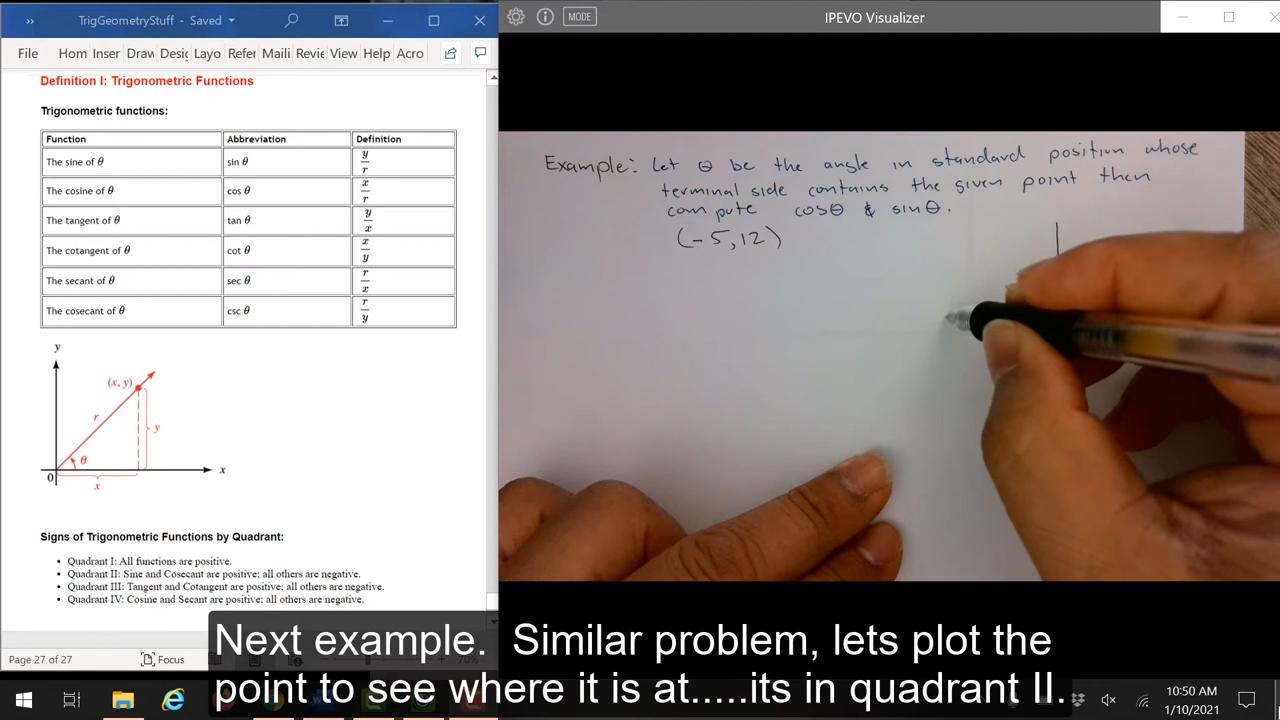 TrigGeometryStuff - Saved
IPEVO Visualizer
MODE
File Hom Inser Draw Desig Layo Refer Maili Revie View Help Acro
Definition I: Trigonometric Functions
Trigonometric functions:
Function Abbreviation Definition
The sine of θ sin θ y/r
The cosine of θ cos θ x/r
The tangent of θ tan θ y/x
The cotangent of θ cot θ x/y
The secant of θ sec θ r/x
The cosecant of θ csc θ r/y
y
(x, y)
r
y
θ
0
x
x
Signs of Trigonometric Functions by Quadrant:
• Quadrant I: All functions are positive.
• Quadrant II: Sine and Cosecant are positive; all others are negative.
• Quadrant III: Tangent and Cotangent are positive; all others are negative.
• Quadrant IV: Cosine and Secant are positive; all others are negative.
Example: Let θ be the angle in standard position whose
terminal side contains the given point then
compute cosθ & sinθ.
(-5,12)
Next example. Similar problem, lets plot the
point to see where it is at.....its in quadrant II.
Page 27 of 27 Focus 70%
10:50 AM
1/10/2021